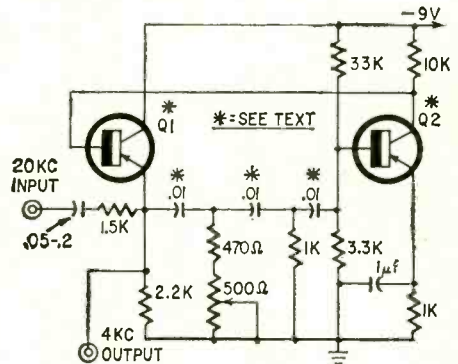 -9V
33K
10K
*
Q1
*=SEE TEXT
*
Q2
20KC
INPUT
*
.01
*
.01
*
.01
.05-.2
1.5K
470Ω
1K
3.3K
1μf
2.2K
500Ω
1K
4KC
OUTPUT